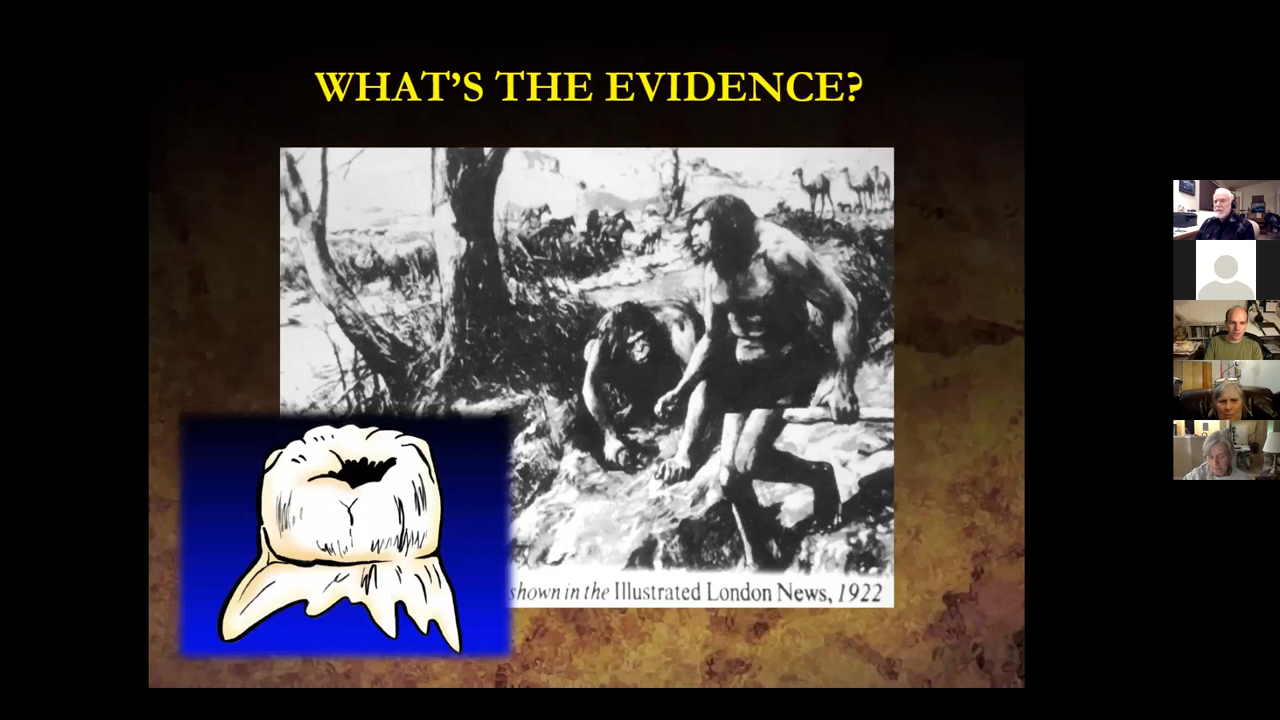 WHAT'S THE EVIDENCE?
shown in the Illustrated London News, 1922